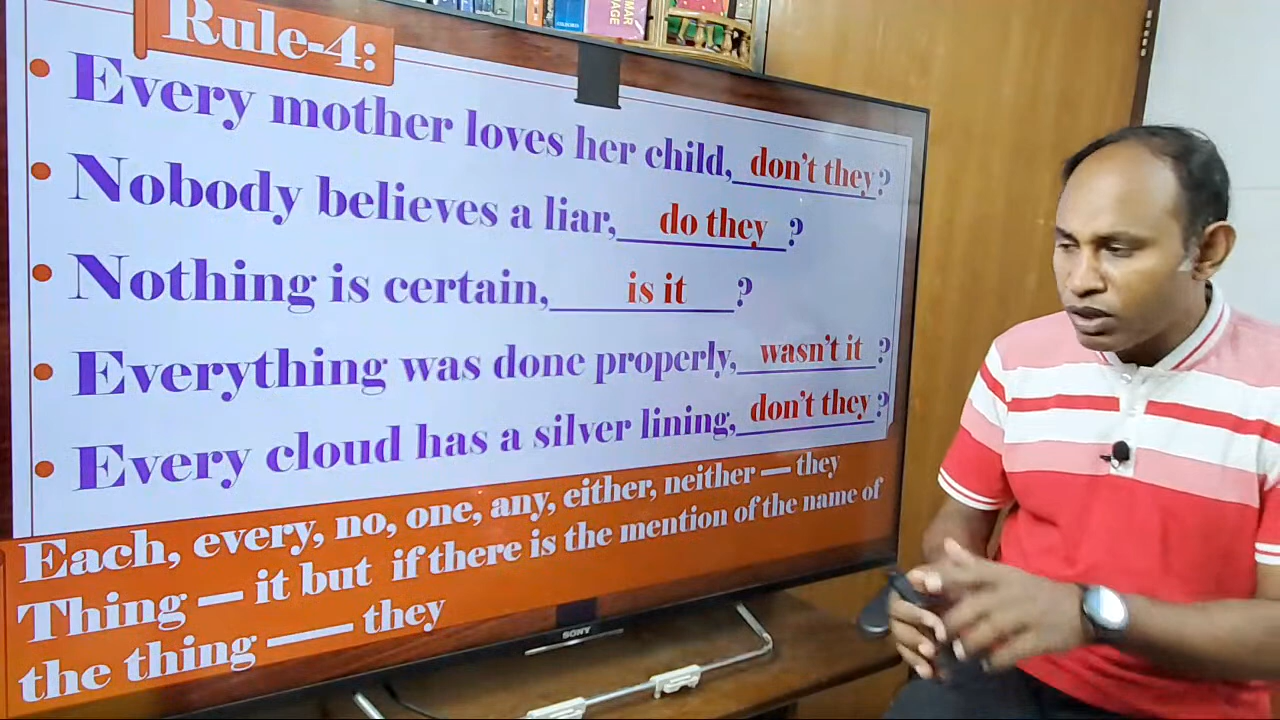 Rule-4:
• Every mother loves her child, don't they?
• Nobody believes a liar, do they ?
• Nothing is certain, is it ?
• Everything was done properly, wasn't it ?
• Every cloud has a silver lining, don't they?
Each, every, no, one, any, either, neither — they
Thing — it but if there is the mention of the name of
the thing — they
SONY
MAR
AGE